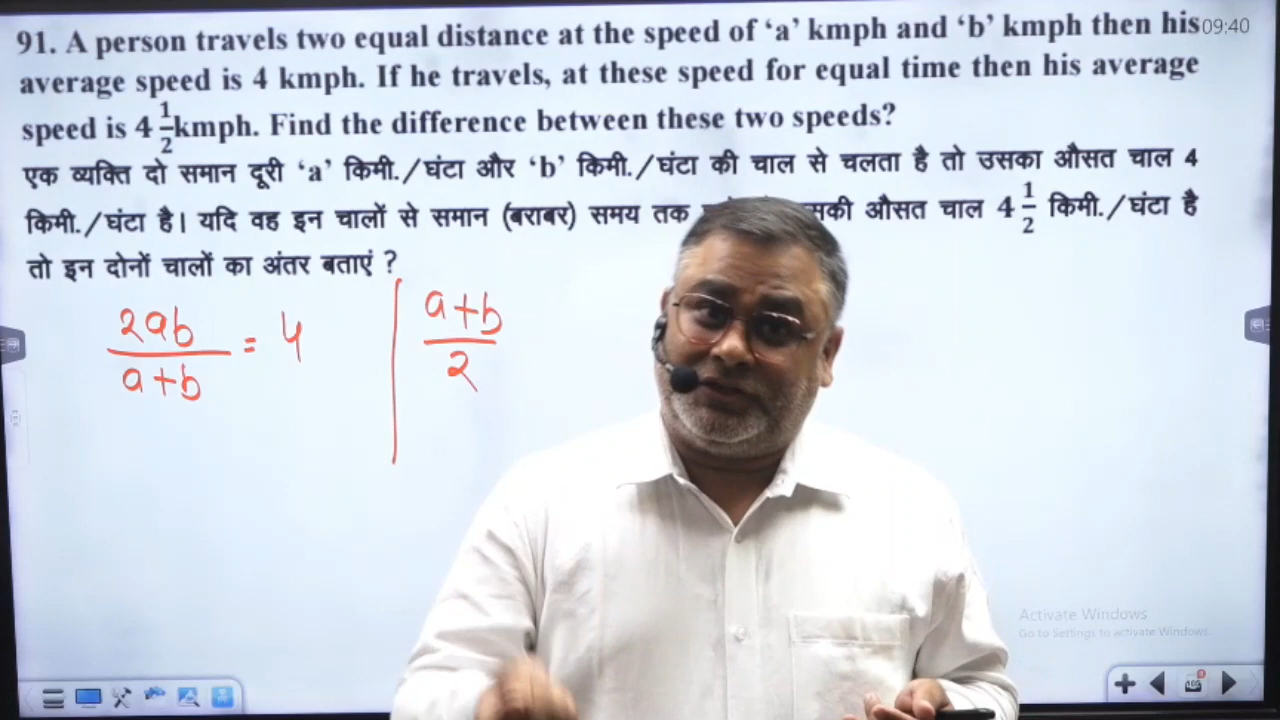 91. A person travels two equal distance at the speed of ‘a’ kmph and ‘b’ kmph then his
09:40
average speed is 4 kmph. If he travels, at these speed for equal time then his average
speed is 4 1/2 kmph. Find the difference between these two speeds?
एक व्यक्ति दो समान दूरी ‘a’ किमी./घंटा और ‘b’ किमी./घंटा की चाल से चलता है तो उसका औसत चाल 4
किमी./घंटा है। यदि वह इन चालों से समान (बराबर) समय तक औसत चाल 4 1/2 किमी./घंटा है
तो इन दोनों चालों का अंतर बताएं ?
2ab/a+b = 4
a+b/2
Activate Windows
Go to Settings to activate Windows.